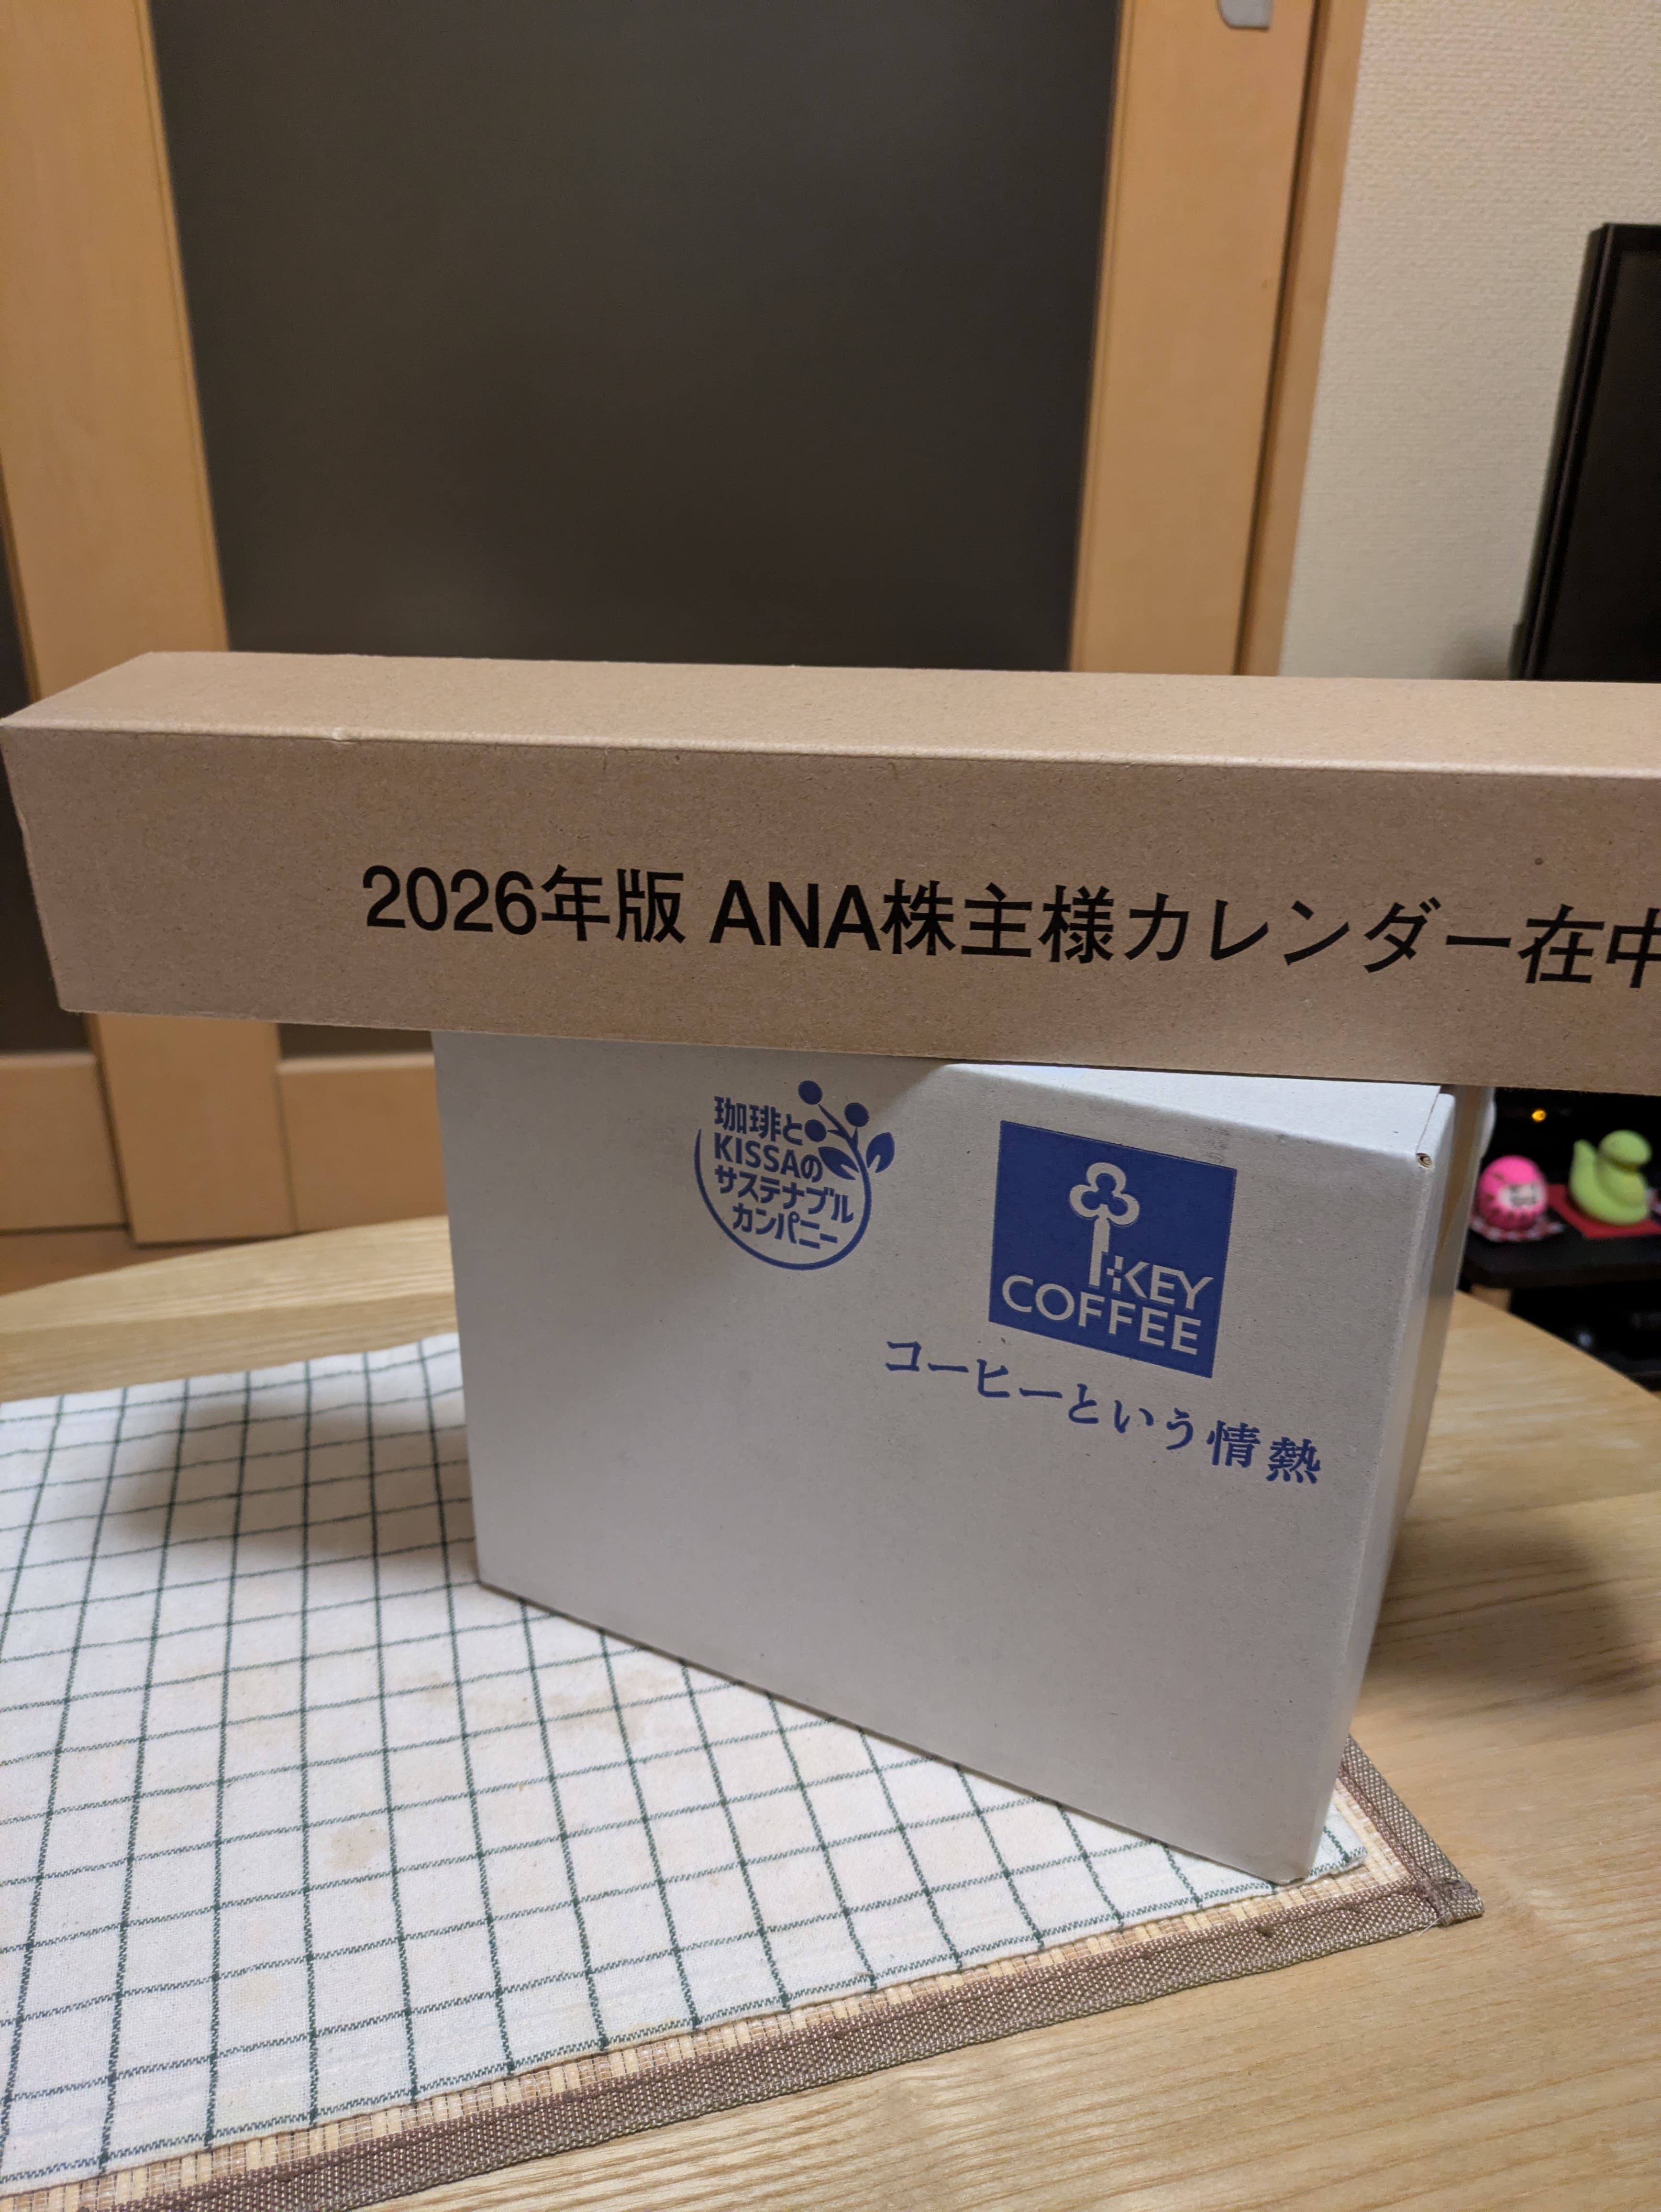 2026年版 ANA株主様カレンダー在中
珈琲と
KISSAの
サステナブル
カンパニー
KEY
COFFEE
コーヒーという情熱